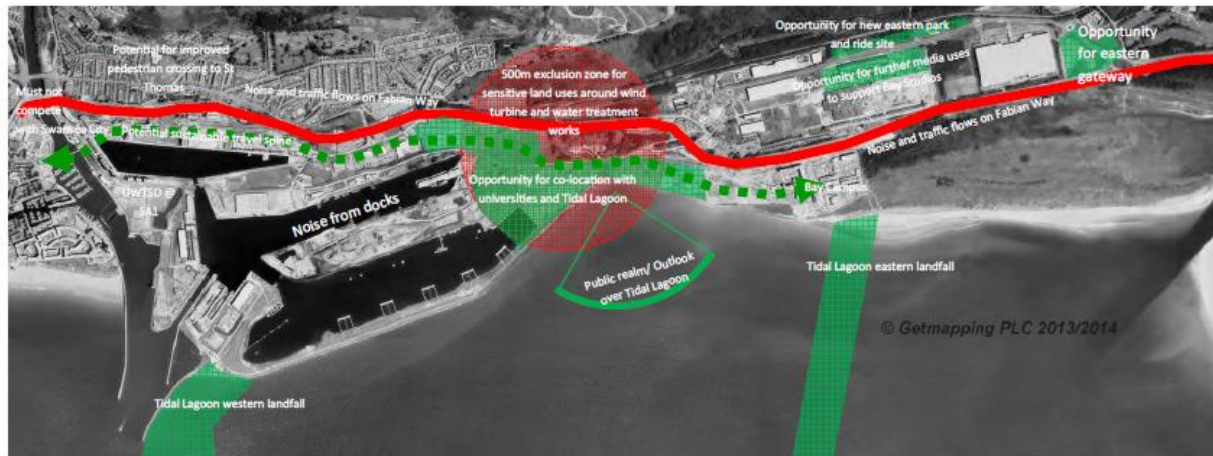 Opportunity for new eastern park
and ride site
Opportunity
for eastern
gateway
Potential for improved
pedestrian crossing to St
Thomas
500m exclusion zone for
sensitive land uses around wind
turbine and water treatment
works
Opportunity for further media uses
to support Bay Studios
Must not
compete
with Swansea City
Noise and traffic flows on Fabian Way
Potential sustainable travel spine
Noise and traffic flows on Fabian Way
UWTSD @
SA1
Opportunity for co-location with
universities and Tidal Lagoon
Bay Campus
Noise from docks
Public realm/ Outlook
over Tidal Lagoon
Tidal Lagoon eastern landfall
© Getmapping PLC 2013/2014
Tidal Lagoon western landfall